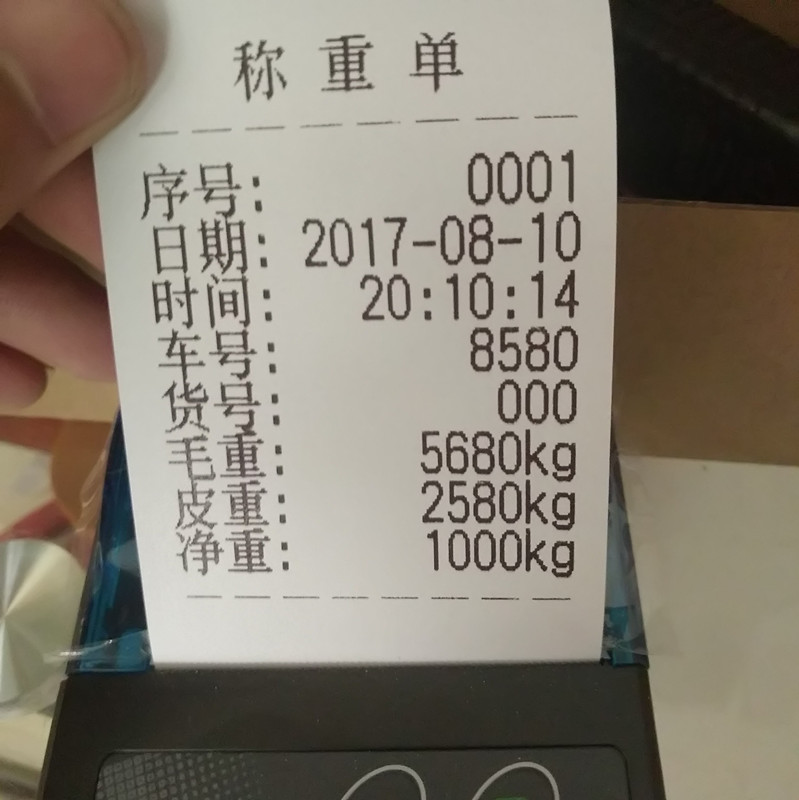 称重单
序号: 0001
日期: 2017-08-10
时间: 20:10:14
车号: 8580
货号: 000
毛重: 5680kg
皮重: 2580kg
净重: 1000kg